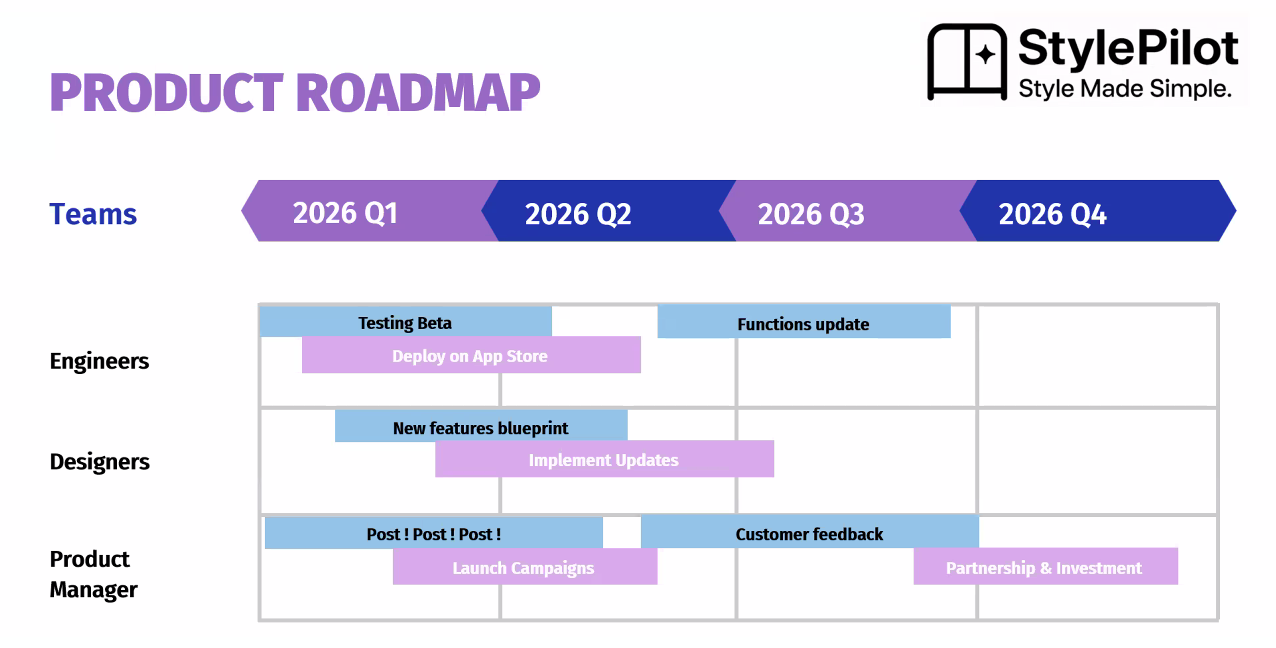 StylePilot
Style Made Simple.
PRODUCT ROADMAP
Teams
2026 Q1
2026 Q2
2026 Q3
2026 Q4
Engineers
Testing Beta
Functions update
Deploy on App Store
Designers
New features blueprint
Implement Updates
Product
Manager
Post ! Post ! Post !
Customer feedback
Launch Campaigns
Partnership & Investment